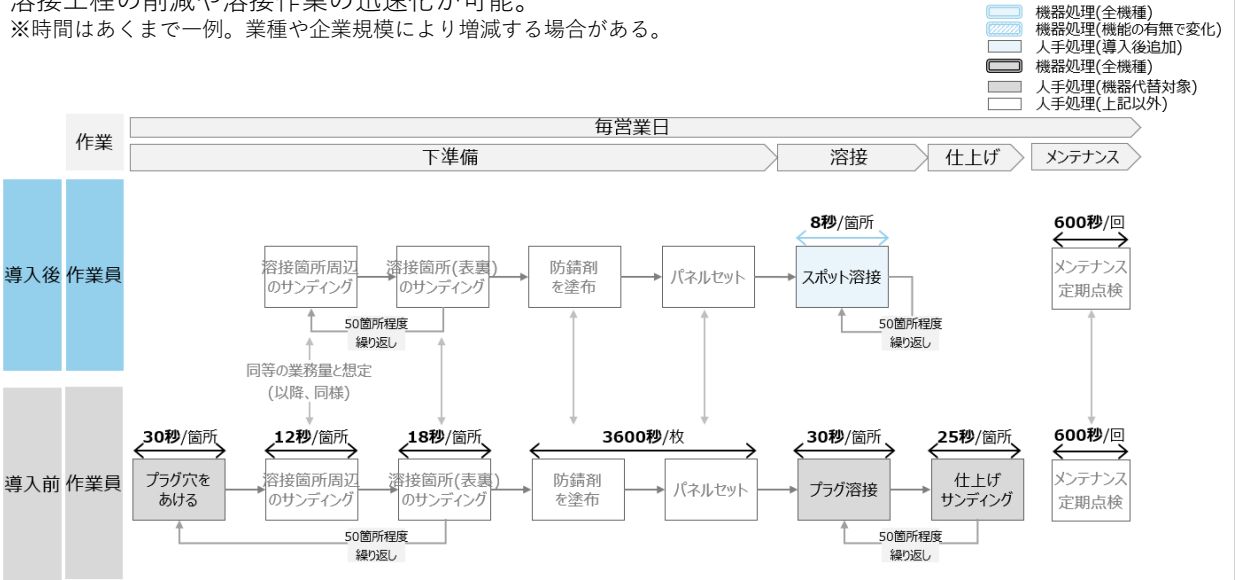 溶接工程の削減や溶接作業の迅速化が可能。
※時間はあくまで一例。業種や企業規模により増減する場合がある。
機器処理(全機種)
機器処理(機能の有無で変化)
人手処理(導入後追加)
機器処理(全機種)
人手処理(機器代替対象)
人手処理(上記以外)
作業
毎営業日
下準備
溶接
仕上げ
メンテナンス
導入後
作業員
溶接箇所周辺
のサンディング
溶接箇所(表裏)
のサンディング
50箇所程度
繰り返し
防錆剤
を塗布
パネルセット
8秒/箇所
スポット溶接
50箇所程度
繰り返し
600秒/回
メンテナンス
定期点検
同等の業務量と想定
(以降、同様)
導入前
作業員
30秒/箇所
プラグ穴を
あける
12秒/箇所
溶接箇所周辺
のサンディング
18秒/箇所
溶接箇所(表裏)
のサンディング
50箇所程度
繰り返し
3600秒/枚
防錆剤
を塗布
パネルセット
30秒/箇所
プラグ溶接
25秒/箇所
仕上げ
サンディング
50箇所程度
繰り返し
600秒/回
メンテナンス
定期点検